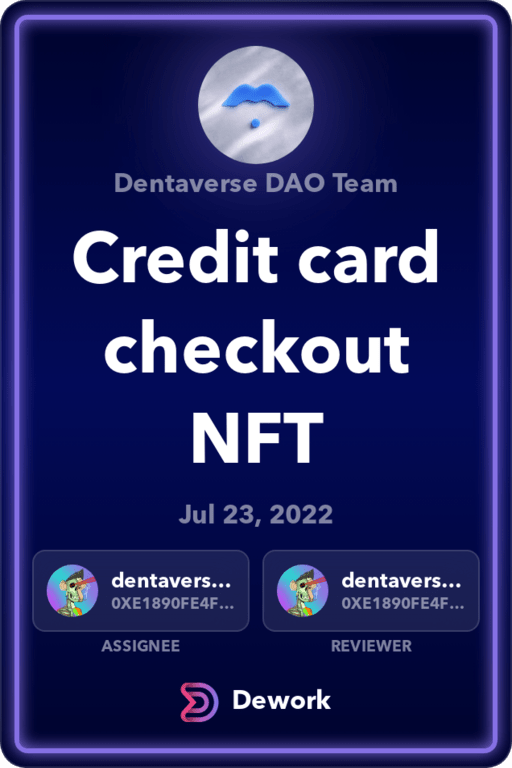 Dentaverse DAO Team
Credit card
checkout
NFT
Jul 23, 2022
dentavers...
0XE1890FE4F...
ASSIGNEE
dentavers...
0XE1890FE4F...
REVIEWER
Dework